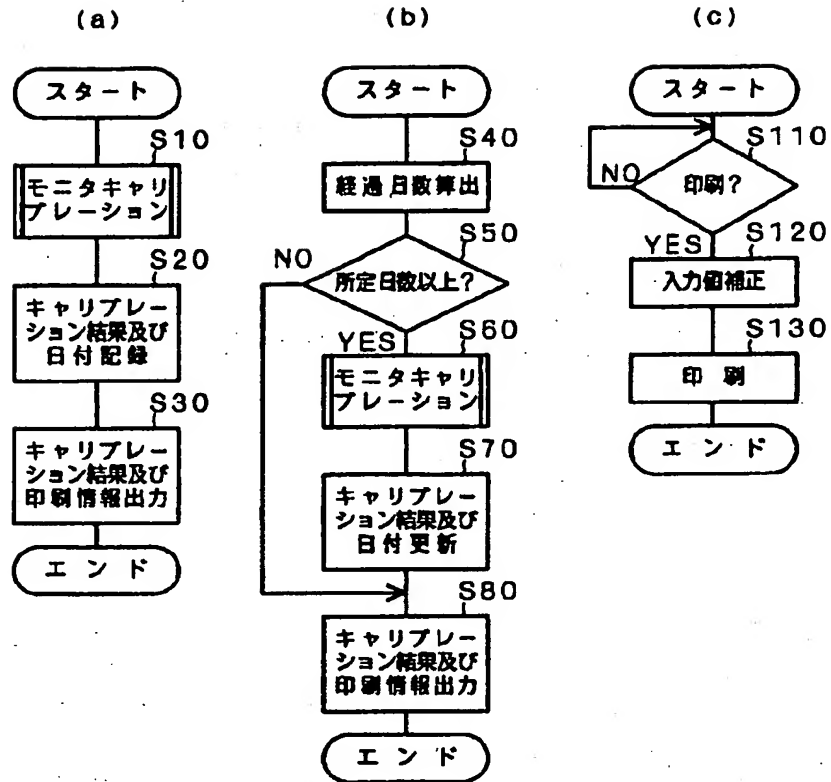 (a)
スタート
S10
モニタキャリ
ブレーション
S20
キャリブレー
ション結果及び
日付記録
S30
キャリブレー
ション結果及び
印刷情報出力
エンド
(b)
スタート
S40
経過日数算出
S50
NO
所定日数以上?
YES
S60
モニタキャリ
ブレーション
S70
キャリブレー
ション結果及び
日付更新
S80
キャリブレー
ション結果及び
印刷情報出力
エンド
(c)
スタート
S110
NO
印刷?
YES
S120
入力値補正
S130
印刷
エンド